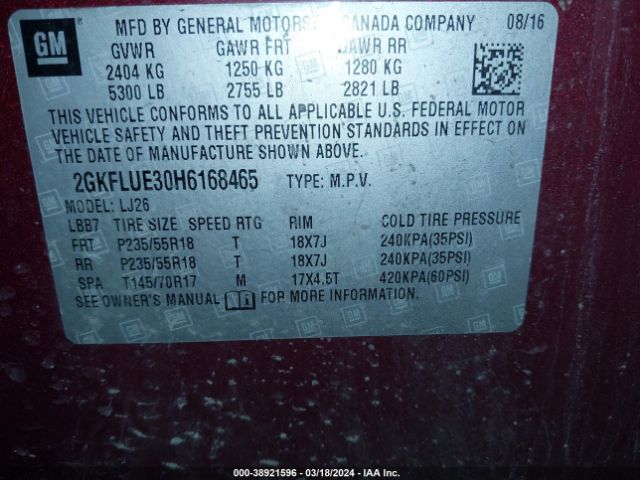 GM
MFD BY GENERAL MOTORS CANADA COMPANY 08/16
GVWR GAWR FRT GAWR RR
2404 KG 1250 KG 1280 KG
5300 LB 2755 LB 2821 LB
THIS VEHICLE CONFORMS TO ALL APPLICABLE U.S. FEDERAL MOTOR
VEHICLE SAFETY AND THEFT PREVENTION STANDARDS IN EFFECT ON
THE DATE OF MANUFACTURE SHOWN ABOVE.
2GKFLUE30H6168465 TYPE: M.P.V.
MODEL: LJ26
LBB7 TIRE SIZE SPEED RTG RIM COLD TIRE PRESSURE
FRT P235/55R18 T 18X7J 240KPA(35PSI)
RR P235/55R18 T 18X7J 240KPA(35PSI)
SPA T145/70R17 M 17X4.5T 420KPA(60PSI)
SEE OWNER'S MANUAL FOR MORE INFORMATION.
000-38921596 - 03/18/2024 - IAA Inc.